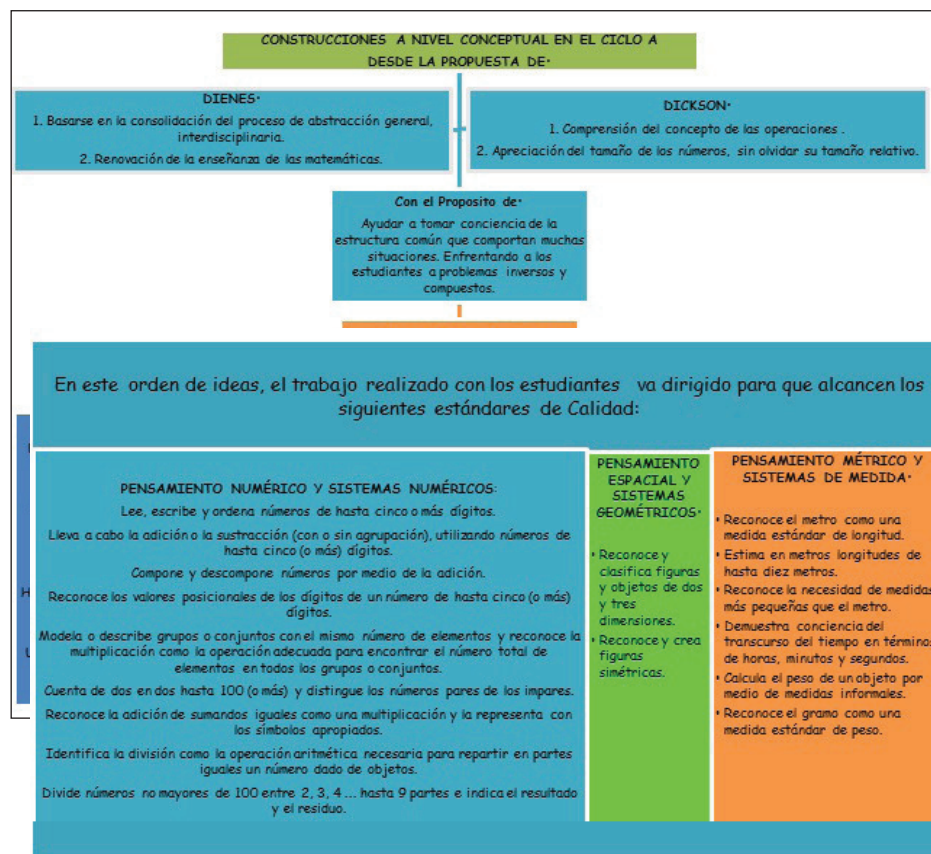 CONSTRUCCIONES A NIVEL CONCEPTUAL EN EL CICLO A
DESDE LA PROPUESTA DE·
DIENES·
1. Basarse en la consolidación del proceso de abstracción general,
interdisciplinaria.
2. Renovación de la enseñanza de las matemáticas.
DICKSON·
1. Comprensión del concepto de las operaciones .
2. Apreciación del tamaño de los números, sin olvidar su tamaño relativo.
Con el Proposito de·
Ayudar a tomar conciencia de la
estructura común que comportan muchas
situaciones. Enfrentando a los
estudiantes a problemas inversos y
compuestos.
En este orden de ideas, el trabajo realizado con los estudiantes va dirigido para que alcancen los
siguientes estándares de Calidad:
PENSAMIENTO NUMÉRICO Y SISTEMAS NUMÉRICOS:
Lee, escribe y ordena números de hasta cinco o más dígitos.
Lleva a cabo la adición o la sustracción (con o sin agrupación), utilizando números de
hasta cinco (o más) dígitos.
Compone y descompone números por medio de la adición.
Reconoce los valores posicionales de los dígitos de un número de hasta cinco (o más)
dígitos.
Modela o describe grupos o conjuntos con el mismo número de elementos y reconoce la
multiplicación como la operación adecuada para encontrar el número total de
elementos en todos los grupos o conjuntos.
Cuenta de dos en dos hasta 100 (o más) y distingue los números pares de los impares.
Reconoce la adición de sumandos iguales como una multiplicación y la representa con
los símbolos apropiados.
Identifica la división como la operación aritmética necesaria para repartir en partes
iguales un número dado de objetos.
Divide números no mayores de 100 entre 2, 3, 4 ... hasta 9 partes e indica el resultado
y el residuo.
PENSAMIENTO
ESPACIAL Y
SISTEMAS
GEOMÉTRICOS·
• Reconoce y
clasifica figuras
y objetos de dos
y tres
dimensiones.
• Reconoce y crea
figuras
simétricas.
PENSAMIENTO MÉTRICO Y
SISTEMAS DE MEDIDA·
• Reconoce el metro como una
medida estándar de longitud.
• Estima en metros longitudes de
hasta diez metros.
• Reconoce la necesidad de medidas
más pequeñas que el metro.
• Demuestra conciencia del
transcurso del tiempo en términos
de horas, minutos y segundos.
• Calcula el peso de un objeto por
medio de medidas informales.
• Reconoce el gramo como una
medida estándar de peso.